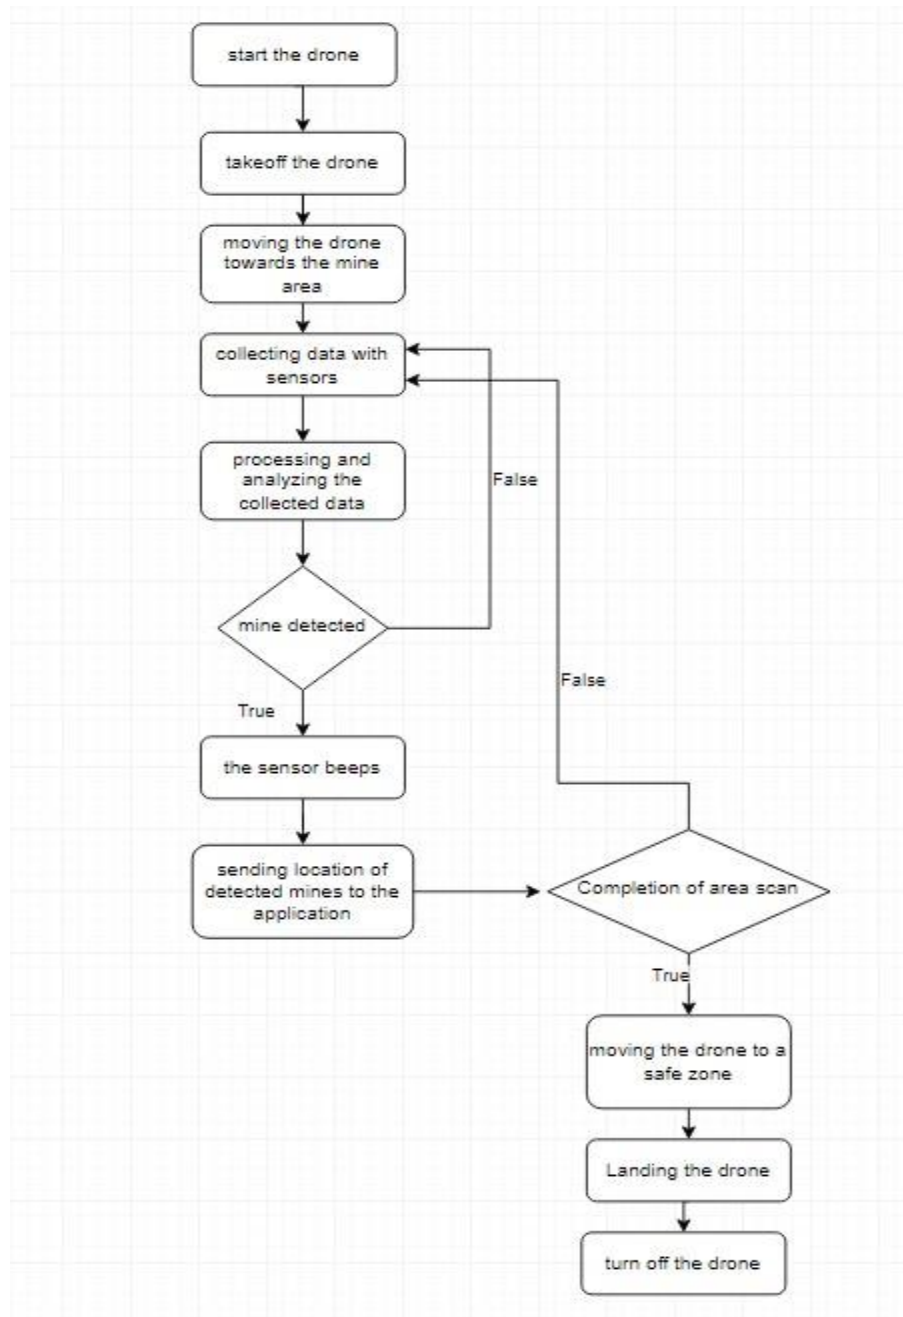 start the drone
takeoff the drone
moving the drone
towards the mine
area
collecting data with
sensors
processing and
analyzing the
collected data
False
mine detected
False
True
the sensor beeps
sending location of
detected mines to the
application
Completion of area scan
True
moving the drone to a
safe zone
Landing the drone
turn off the drone